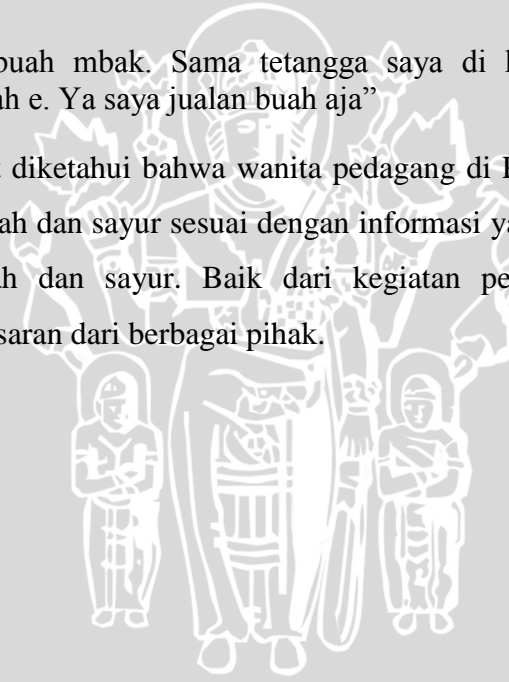 buah mbak. Sama tetangga saya di
ah e. Ya saya jualan buah aja”
diketahui bahwa wanita pedagang di
ah dan sayur sesuai dengan informasi ya
ah dan sayur. Baik dari kegiatan pe
saran dari berbagai pihak.